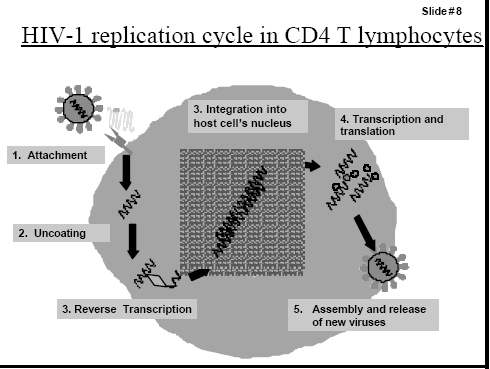 Slide # 8
HIV-1 replication cycle in CD4 T lymphocytes
3. Integration into
host cell's nucleus
4. Transcription and
translation
1. Attachment
2. Uncoating
3. Reverse Transcription
5. Assembly and release
of new viruses